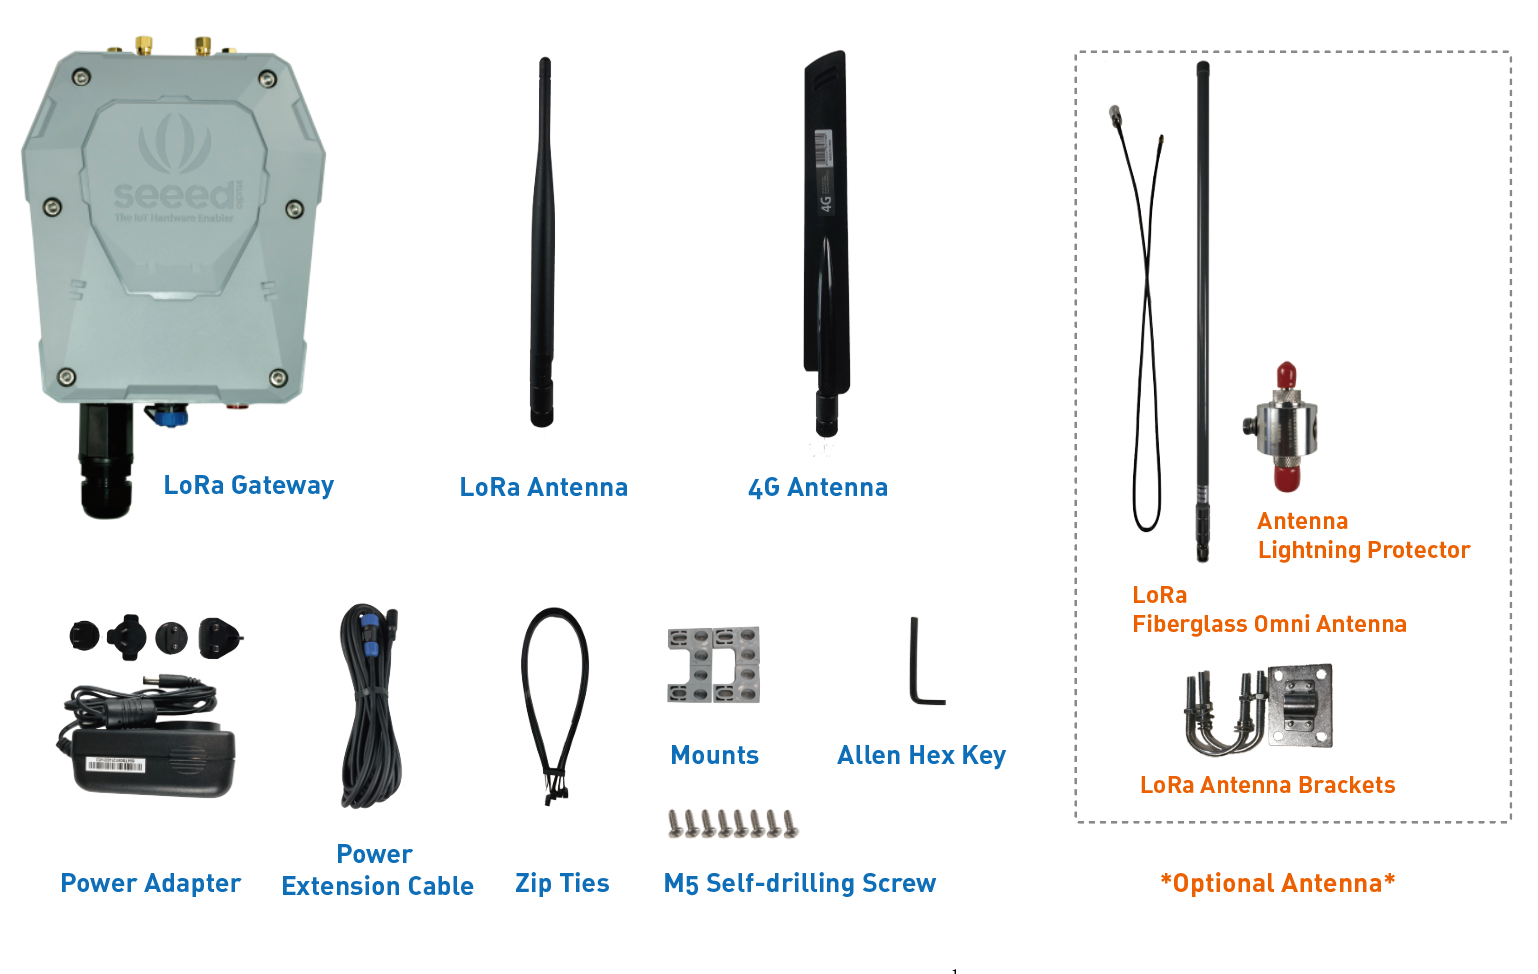 seeed
studio
The IoT Hardware Enabler
4G
LoRa Gateway
LoRa Antenna
4G Antenna
Antenna
Lightning Protector
LoRa
Fiberglass Omni Antenna
LoRa Antenna Brackets
Mounts
Allen Hex Key
Power Adapter
Power
Extension Cable
Zip Ties
M5 Self-drilling Screw
*Optional Antenna*
1